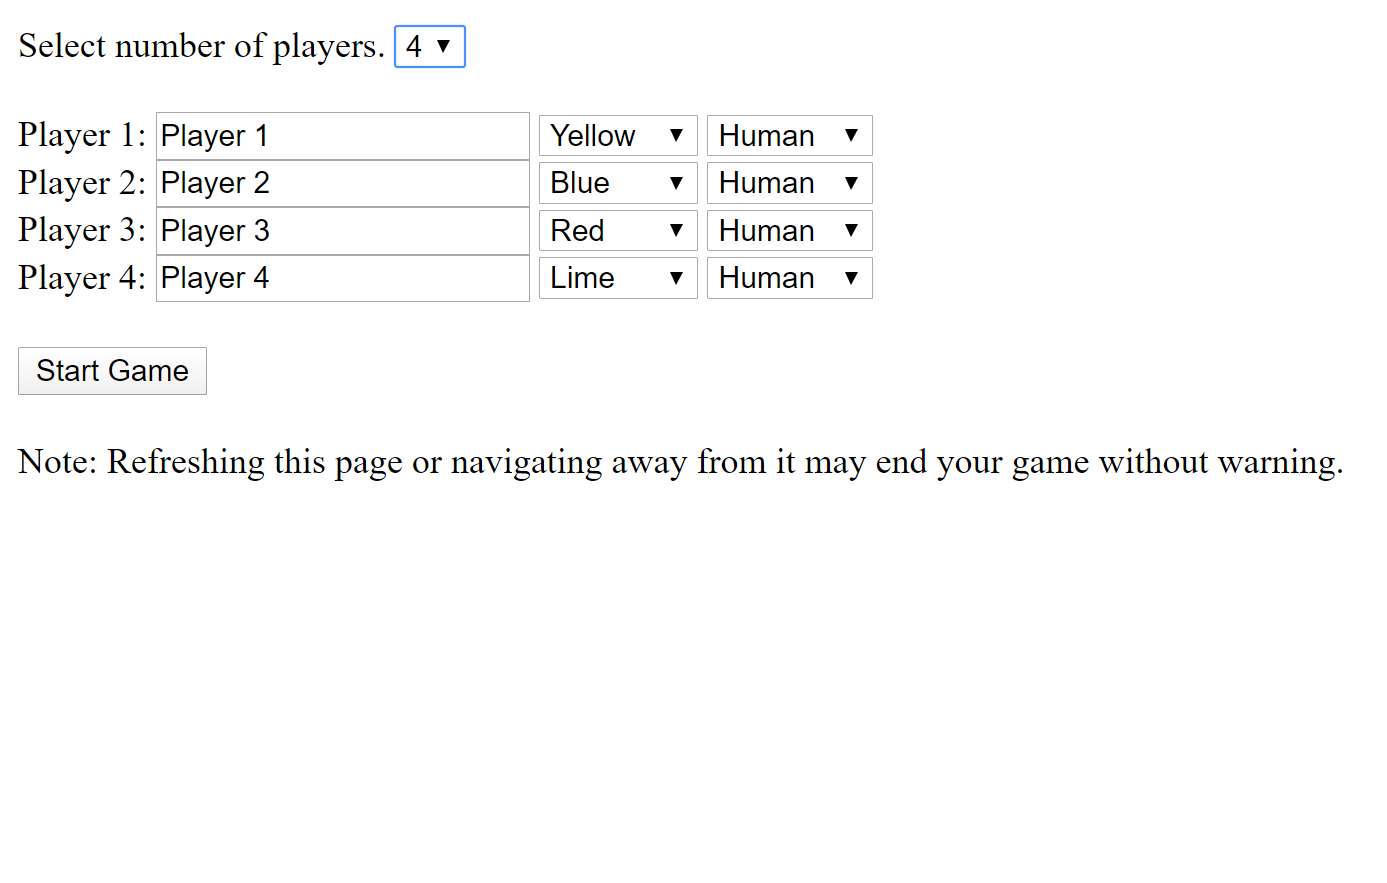 Select number of players. 4
Player 1: Player 1 Yellow Human
Player 2: Player 2 Blue Human
Player 3: Player 3 Red Human
Player 4: Player 4 Lime Human
Start Game
Note: Refreshing this page or navigating away from it may end your game without warning.